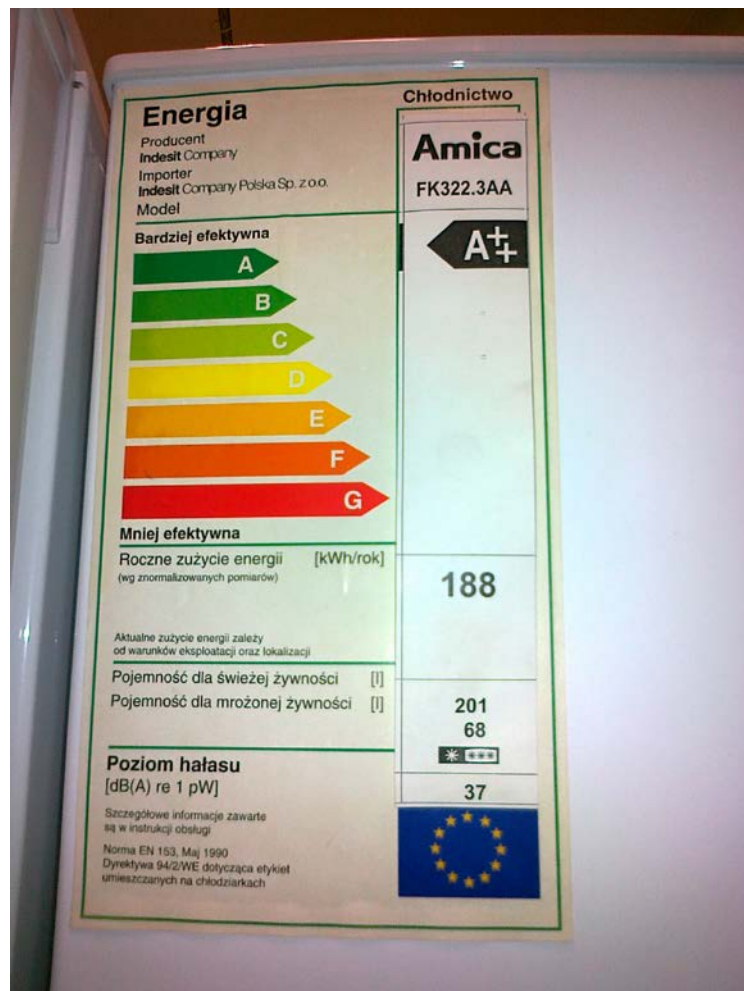 Energia
Chłodnictwo
Producent
Indesit Company
Importer
Indesit Company Polska Sp. z o.o.
Model
Amica
FK322.3AA
Bardziej efektywna
A++
A
B
C
D
E
F
G
Mniej efektywna
Roczne zużycie energii [kWh/rok]
(wg znormalizowanych pomiarów)
188
Aktualne zużycie energii zależy
od warunków eksploatacji oraz lokalizacji
Pojemność dla świeżej żywności [l]
201
Pojemność dla mrożonej żywności [l]
68
Poziom hałasu
[dB(A) re 1 pW]
37
Szczegółowe informacje zawarte
są w instrukcji obsługi
Norma EN 153, Maj 1990
Dyrektywa 94/2/WE dotycząca etykiet
umieszczanych na chłodziarkach